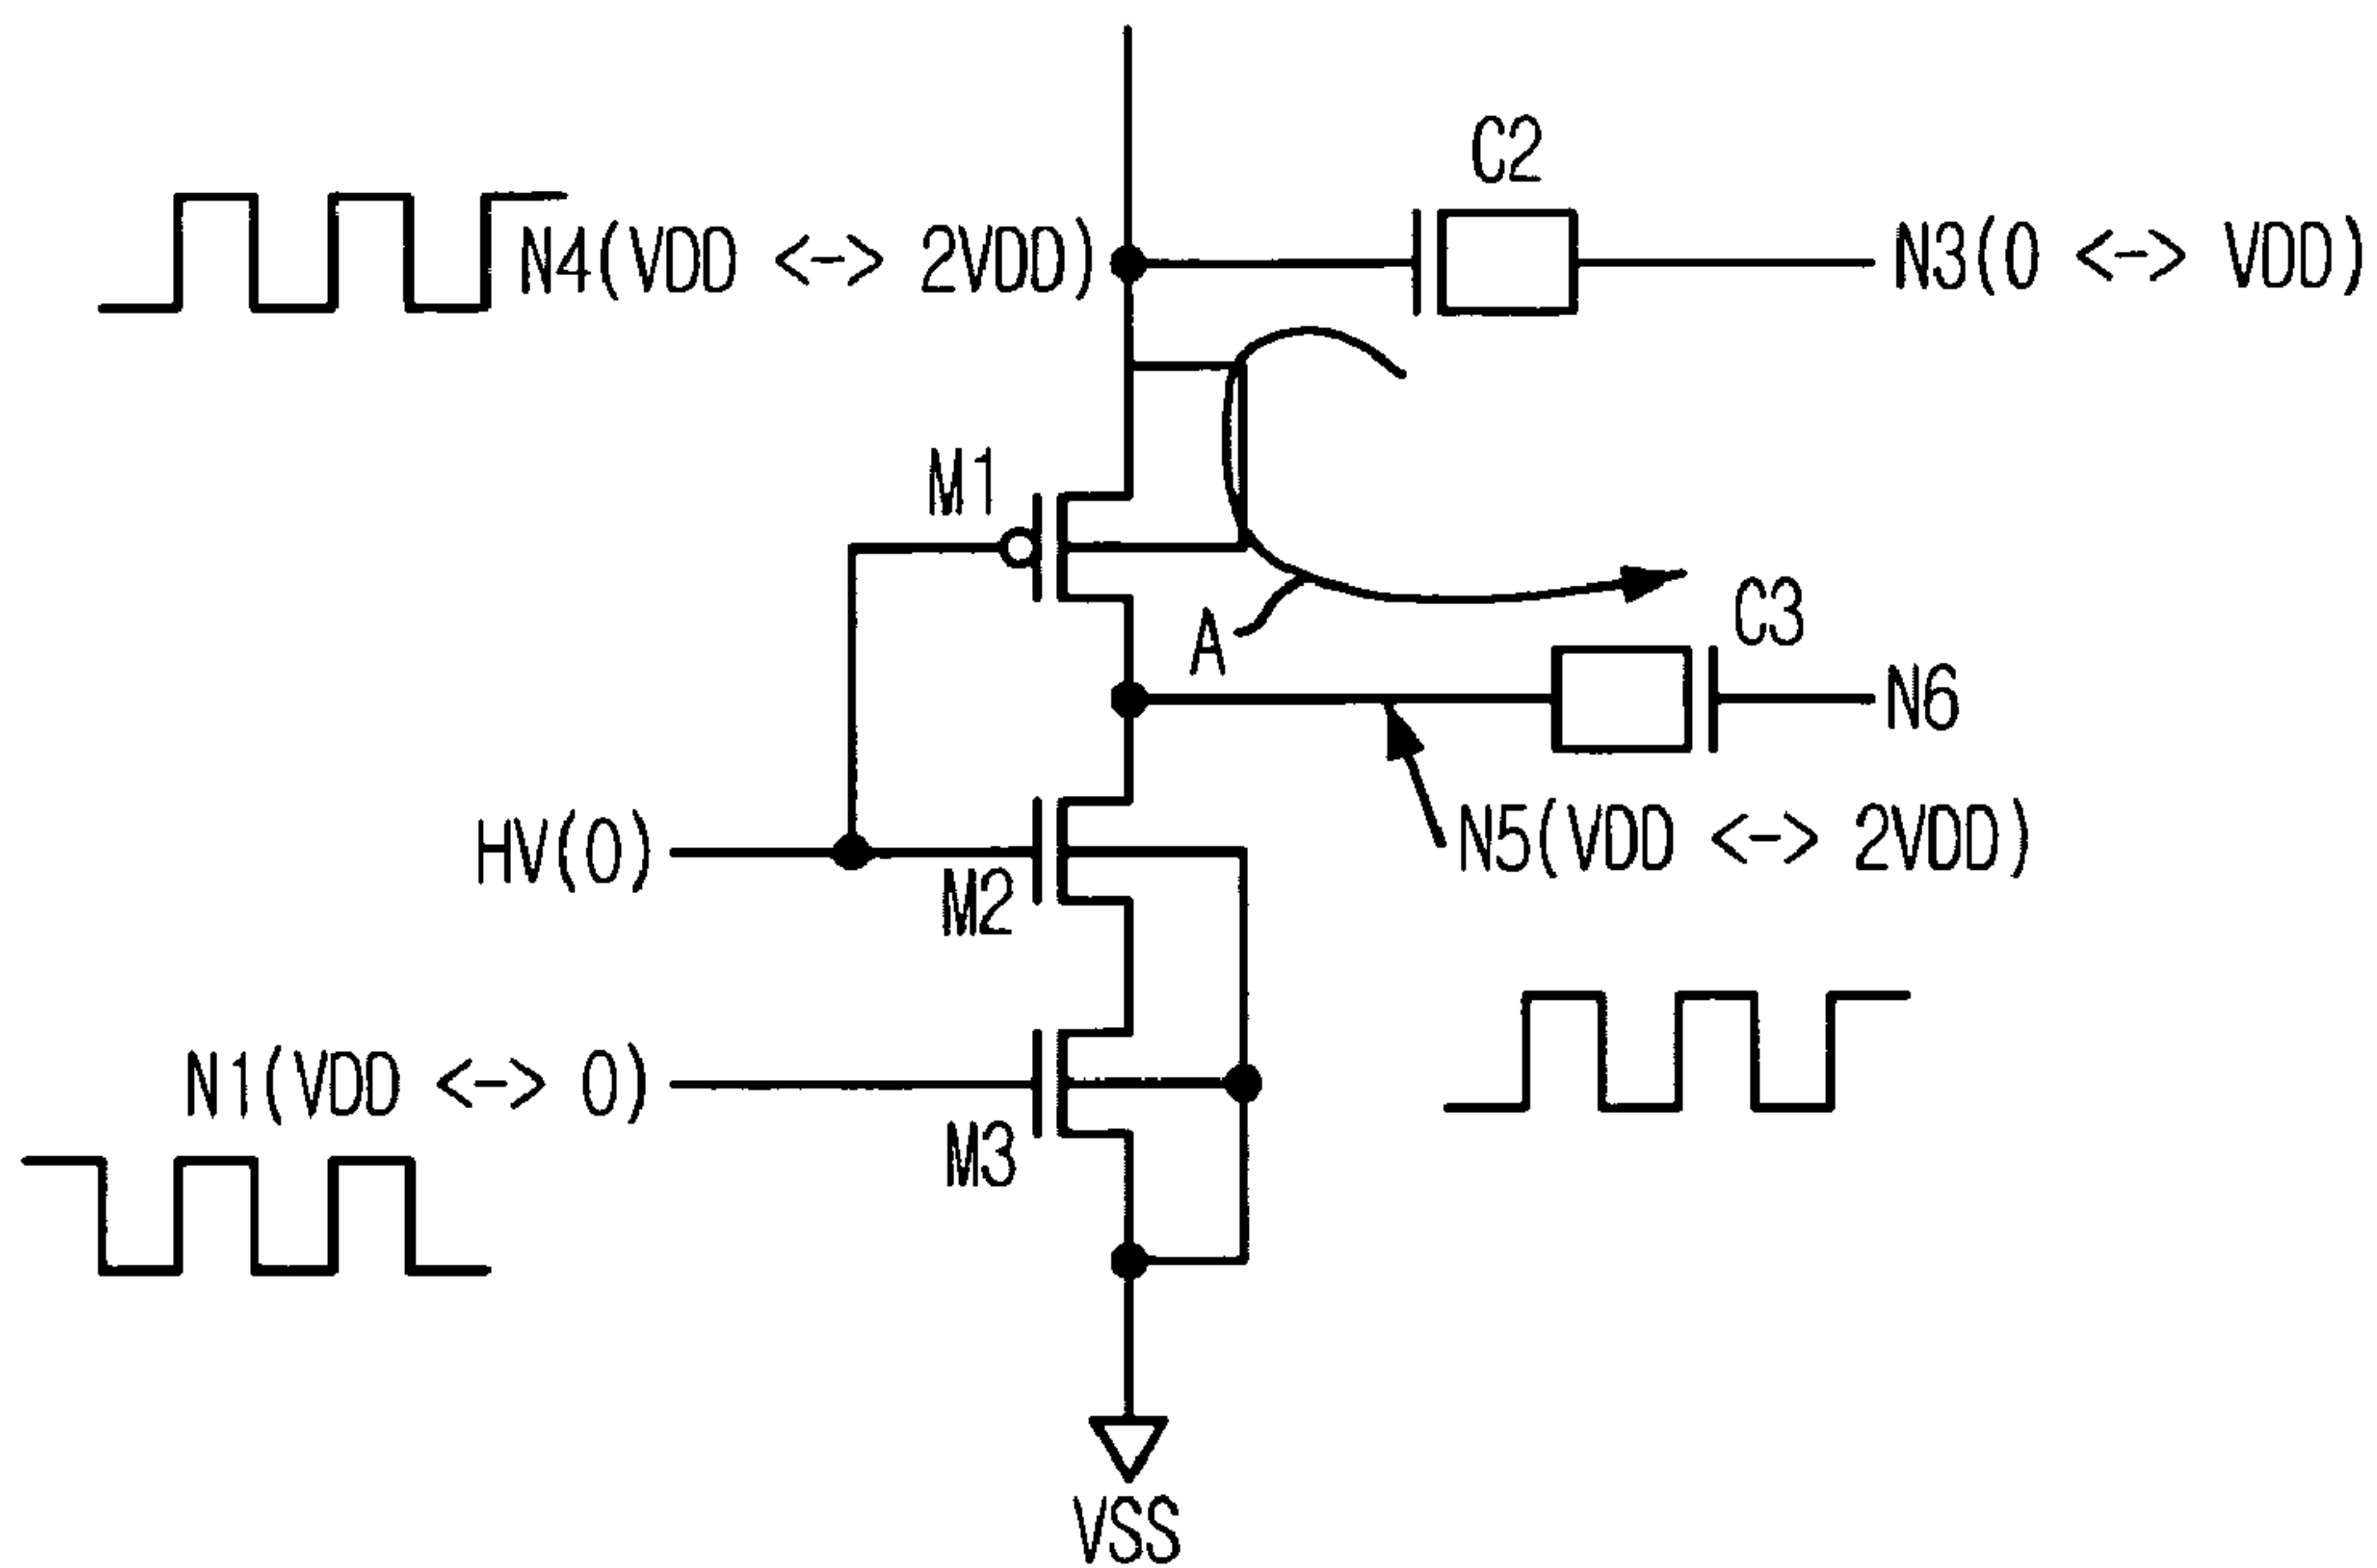 C2
N4(VDD <-> 2VDD)
N3(0 <-> VDD)
M1
A
C3
N6
HV(0)
N5(VDD <-> 2VDD)
M2
N1(VDD <-> 0)
M3
VSS